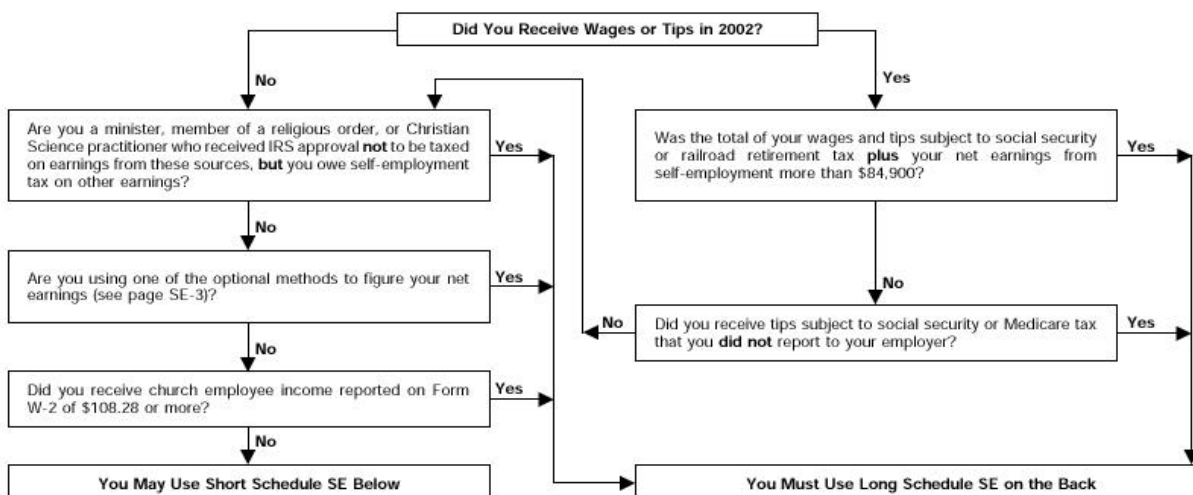 Did You Receive Wages or Tips in 2002?
No
Yes
Are you a minister, member of a religious order, or Christian
Science practitioner who received IRS approval not to be taxed
on earnings from these sources, but you owe self-employment
tax on other earnings?
Yes
Was the total of your wages and tips subject to social security
or railroad retirement tax plus your net earnings from
self-employment more than $84,900?
Yes
No
Are you using one of the optional methods to figure your net
earnings (see page SE-3)?
Yes
No
No
Did you receive tips subject to social security or Medicare tax
that you did not report to your employer?
Yes
No
Did you receive church employee income reported on Form
W-2 of $108.28 or more?
Yes
No
You May Use Short Schedule SE Below
You Must Use Long Schedule SE on the Back